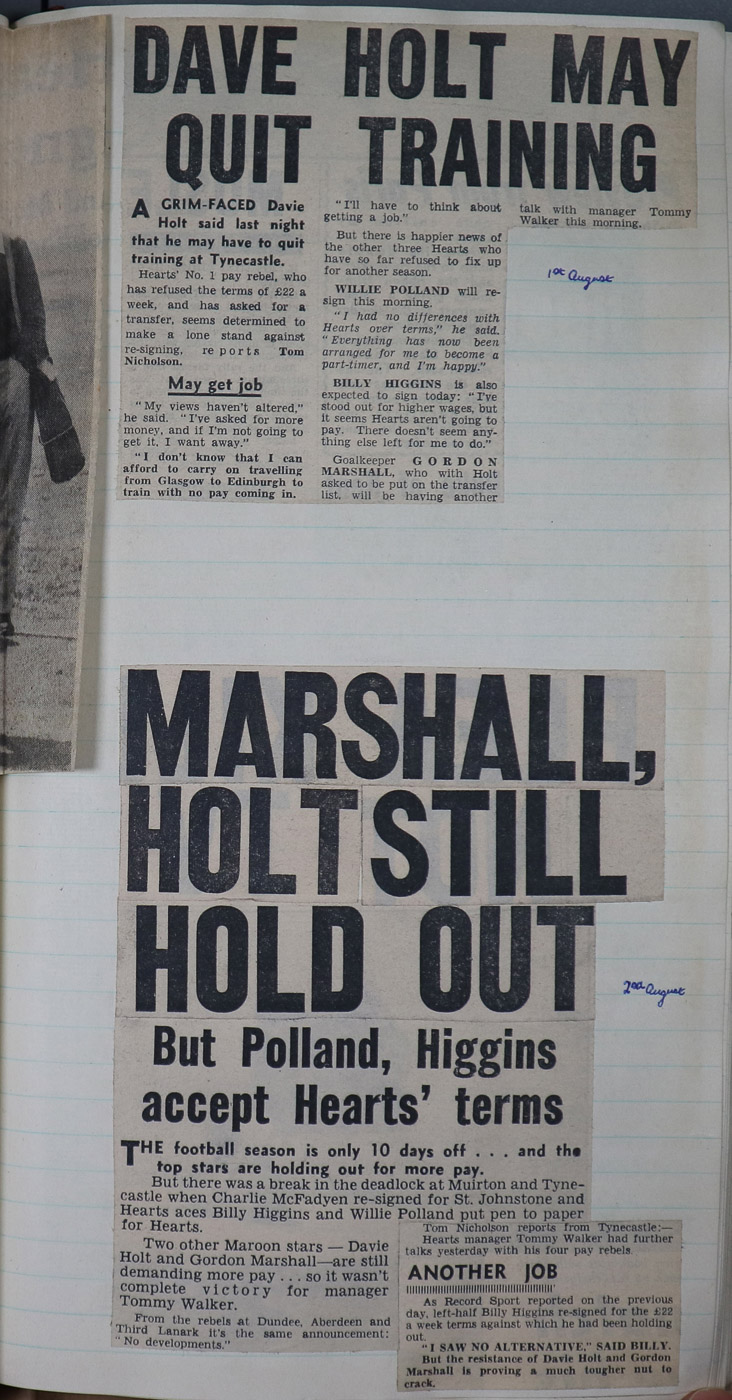 DAVE HOLT MAY
QUIT TRAINING
A GRIM-FACED Davie
Holt said last night
that he may have to quit
training at Tynecastle.
Hearts' No. 1 pay rebel, who
has refused the terms of £22 a
week, and has asked for a
transfer, seems determined to
make a lone stand against
re-signing, reports Tom
Nicholson.
May get job
"My views haven't altered,"
he said. "I've asked for more
money, and if I'm not going to
get it, I want away."
"I don't know that I can
afford to carry on travelling
from Glasgow to Edinburgh to
train with no pay coming in.
"I'll have to think about
getting a job."
But there is happier news of
the other three Hearts who
have so far refused to fix up
for another season.
WILLIE POLLAND will re-
sign this morning.
"I had no differences with
Hearts over terms," he said.
"Everything has now been
arranged for me to become a
part-timer, and I'm happy."
BILLY HIGGINS is also
expected to sign today: "I've
stood out for higher wages, but
it seems Hearts aren't going to
pay. There doesn't seem any-
thing else left for me to do."
Goalkeeper GORDON
MARSHALL, who with Holt
asked to be put on the transfer
list, will be having another
talk with manager Tommy
Walker this morning.
1st August
MARSHALL,
HOLT STILL
HOLD OUT
2nd August
But Polland, Higgins
accept Hearts' terms
THE football season is only 10 days off . . . and the
top stars are holding out for more pay.
But there was a break in the deadlock at Muirton and Tyne-
castle when Charlie McFadyen re-signed for St. Johnstone and
Hearts aces Billy Higgins and Willie Polland put pen to paper
for Hearts.
Two other Maroon stars — Davie
Holt and Gordon Marshall—are still
demanding more pay . . . so it wasn't
complete victory for manager
Tommy Walker.
From the rebels at Dundee, Aberdeen and
Third Lanark it's the same announcement:
"No developments."
Tom Nicholson reports from Tynecastle:—
Hearts manager Tommy Walker had further
talks yesterday with his four pay rebels.
ANOTHER JOB
As Record Sport reported on the previous
day, left-half Billy Higgins re-signed for the £22
a week terms against which he had been holding
out.
"I SAW NO ALTERNATIVE," SAID BILLY.
But the resistance of Davie Holt and Gordon
Marshall is proving a much tougher nut to
crack.